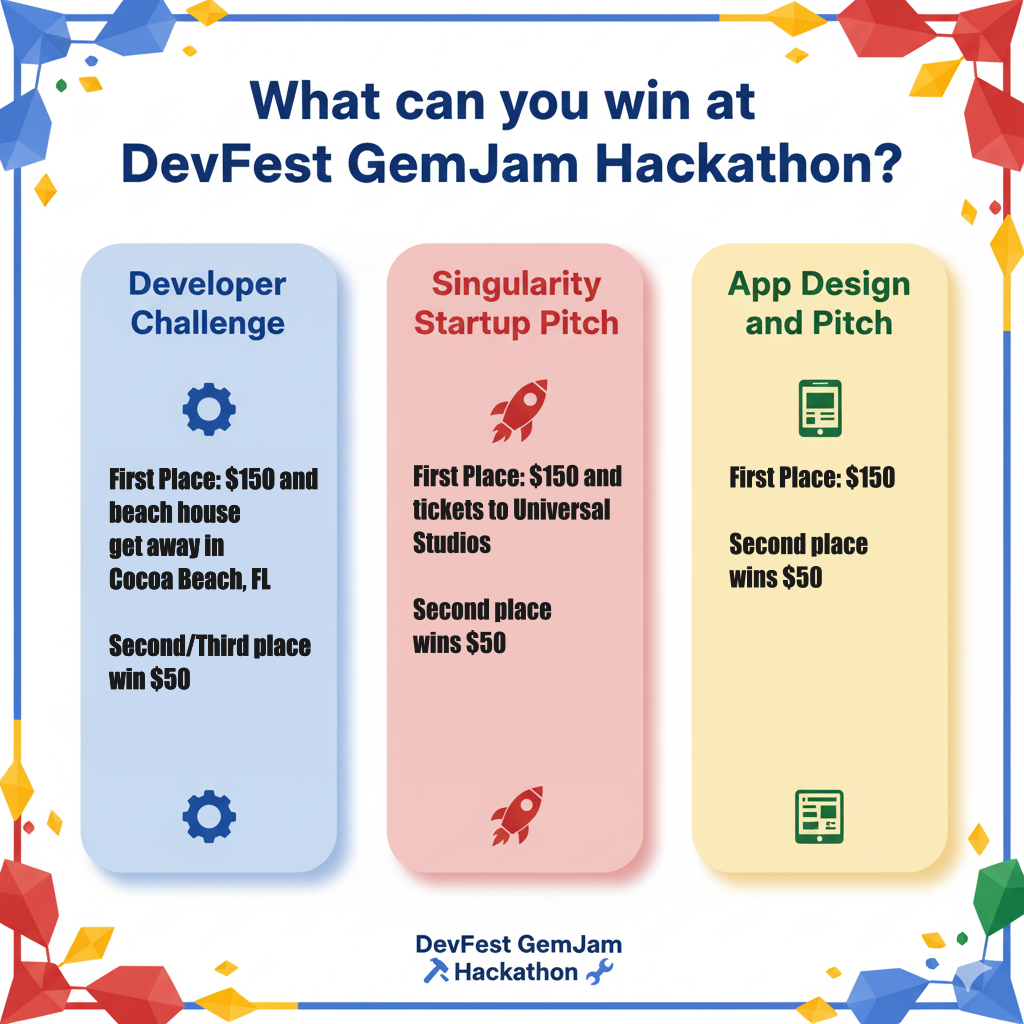 What can you win at
DevFest GemJam Hackathon?
Developer
Challenge
First Place: $150 and
beach house
get away in
Cocoa Beach, FL
Second/Third place
win $50
Singularity
Startup Pitch
First Place: $150 and
tickets to Universal
Studios
Second place
wins $50
App Design
and Pitch
First Place: $150
Second place
wins $50
DevFest GemJam
Hackathon